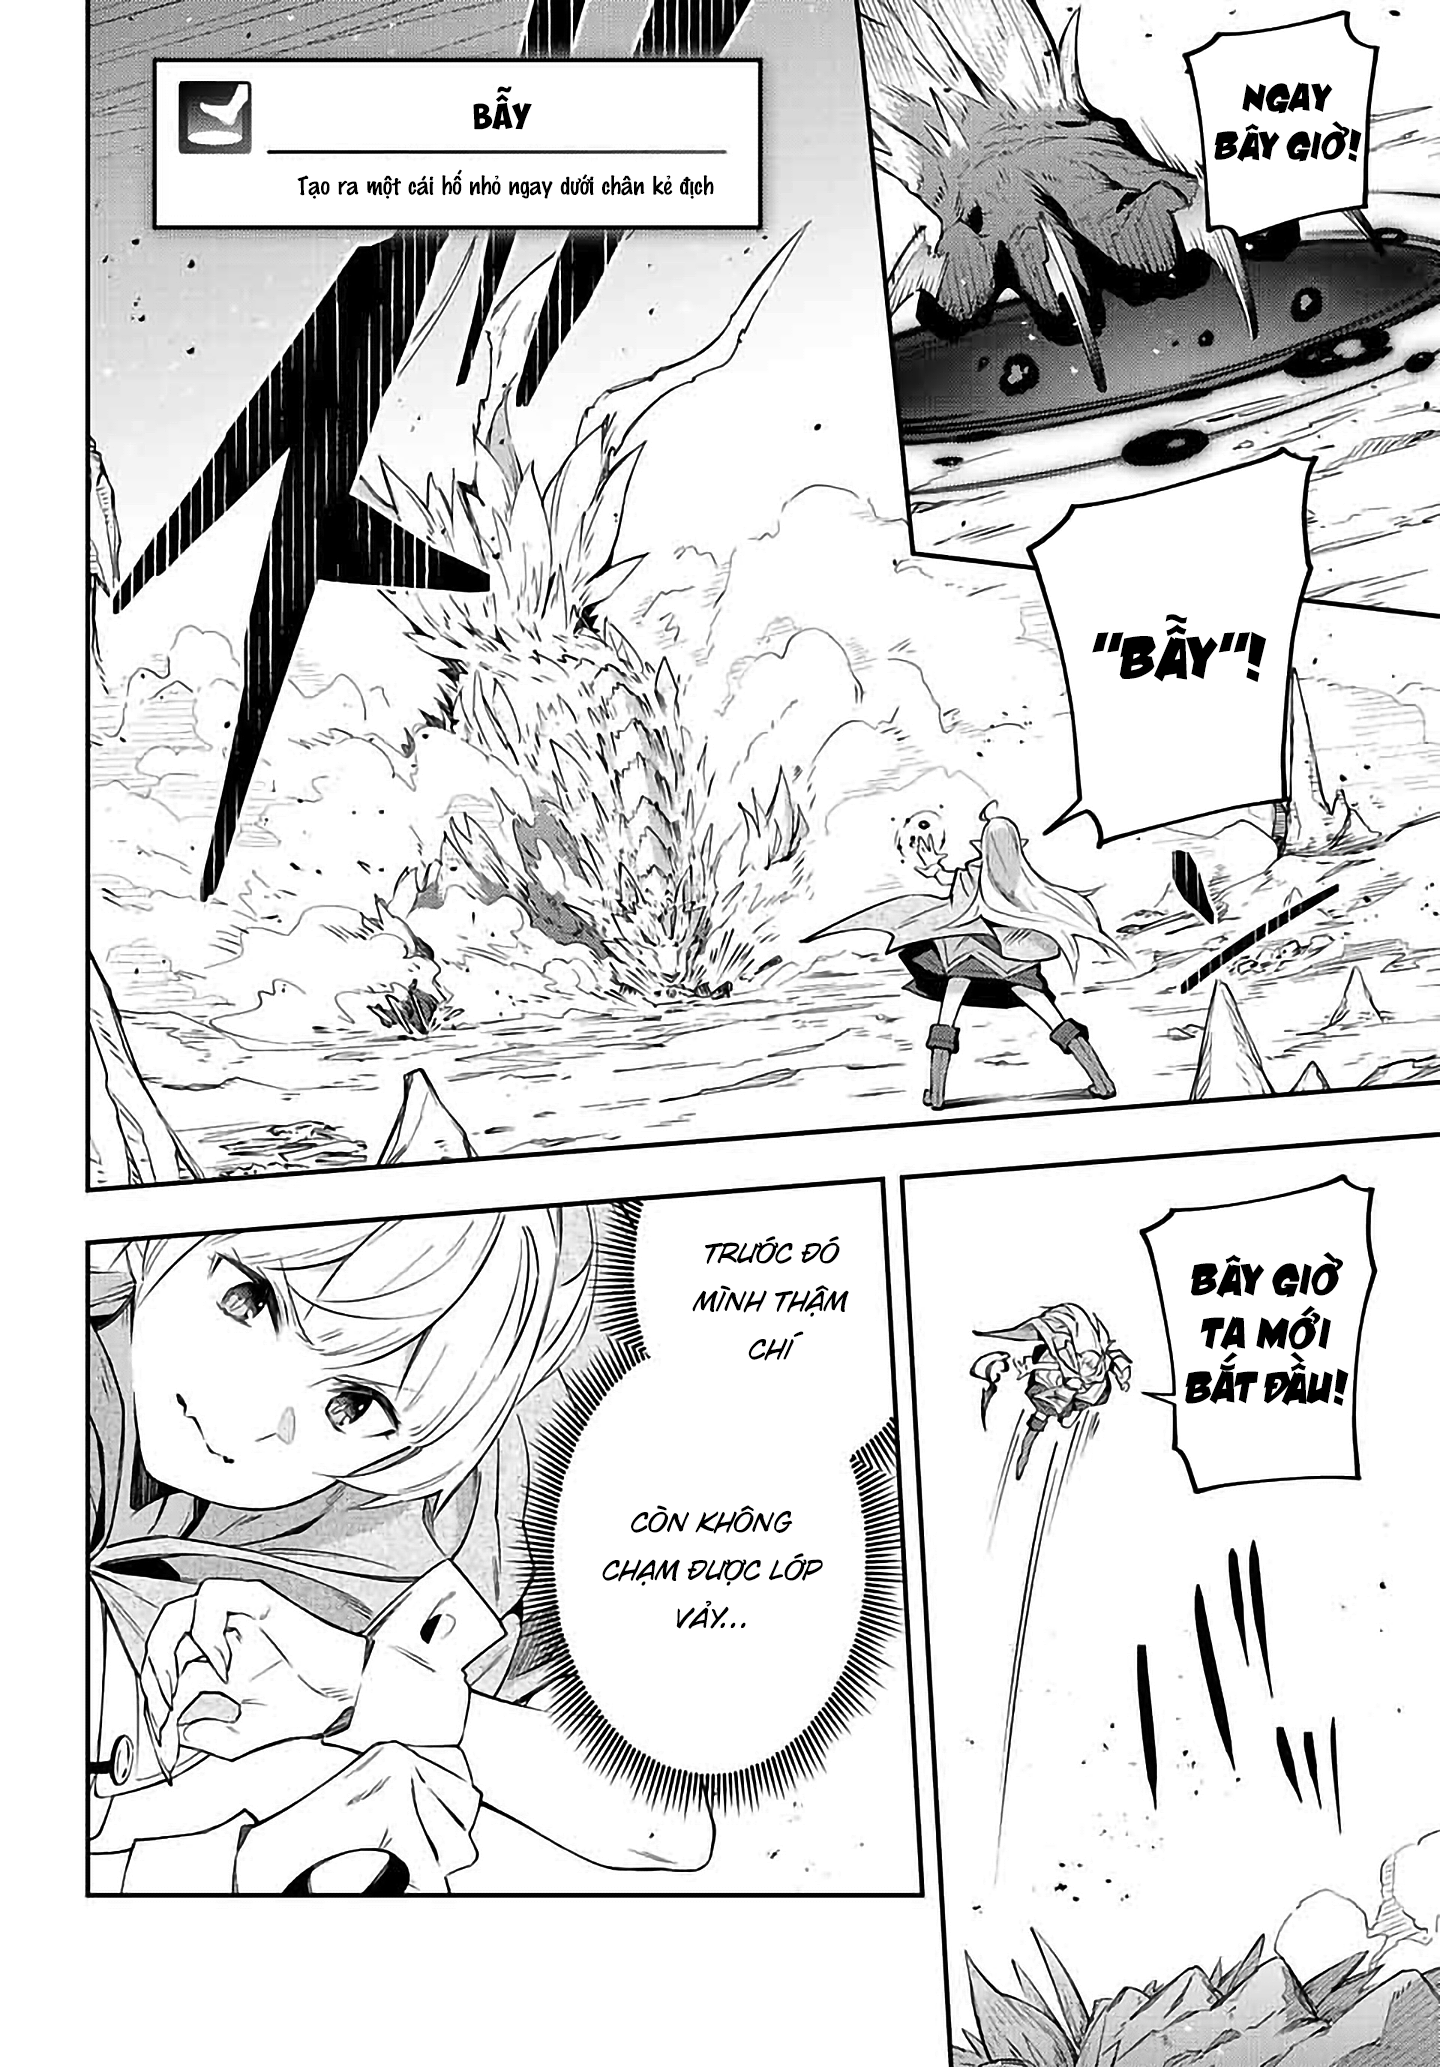 NGAY
BÂY GIỜ!
BẪY
TẠO RA MỘT CÁI HỐ NHỎ NGAY DƯỚI CHÂN KẺ ĐỊCH
"BẪY"!
BÂY GIỜ
TA MỚI
BẮT ĐẦU!
TRƯỚC ĐÓ
MÌNH THẬM
CHÍ
CÒN KHÔNG
CHẠM ĐƯỢC LỚP
VẢY...